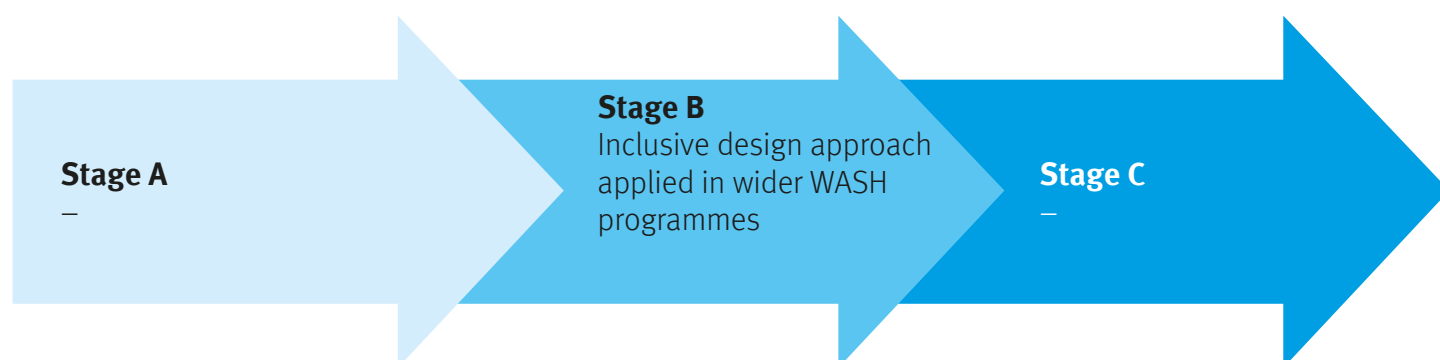 Stage A
–
Stage B
Inclusive design approach
applied in wider WASH
programmes
Stage C
–